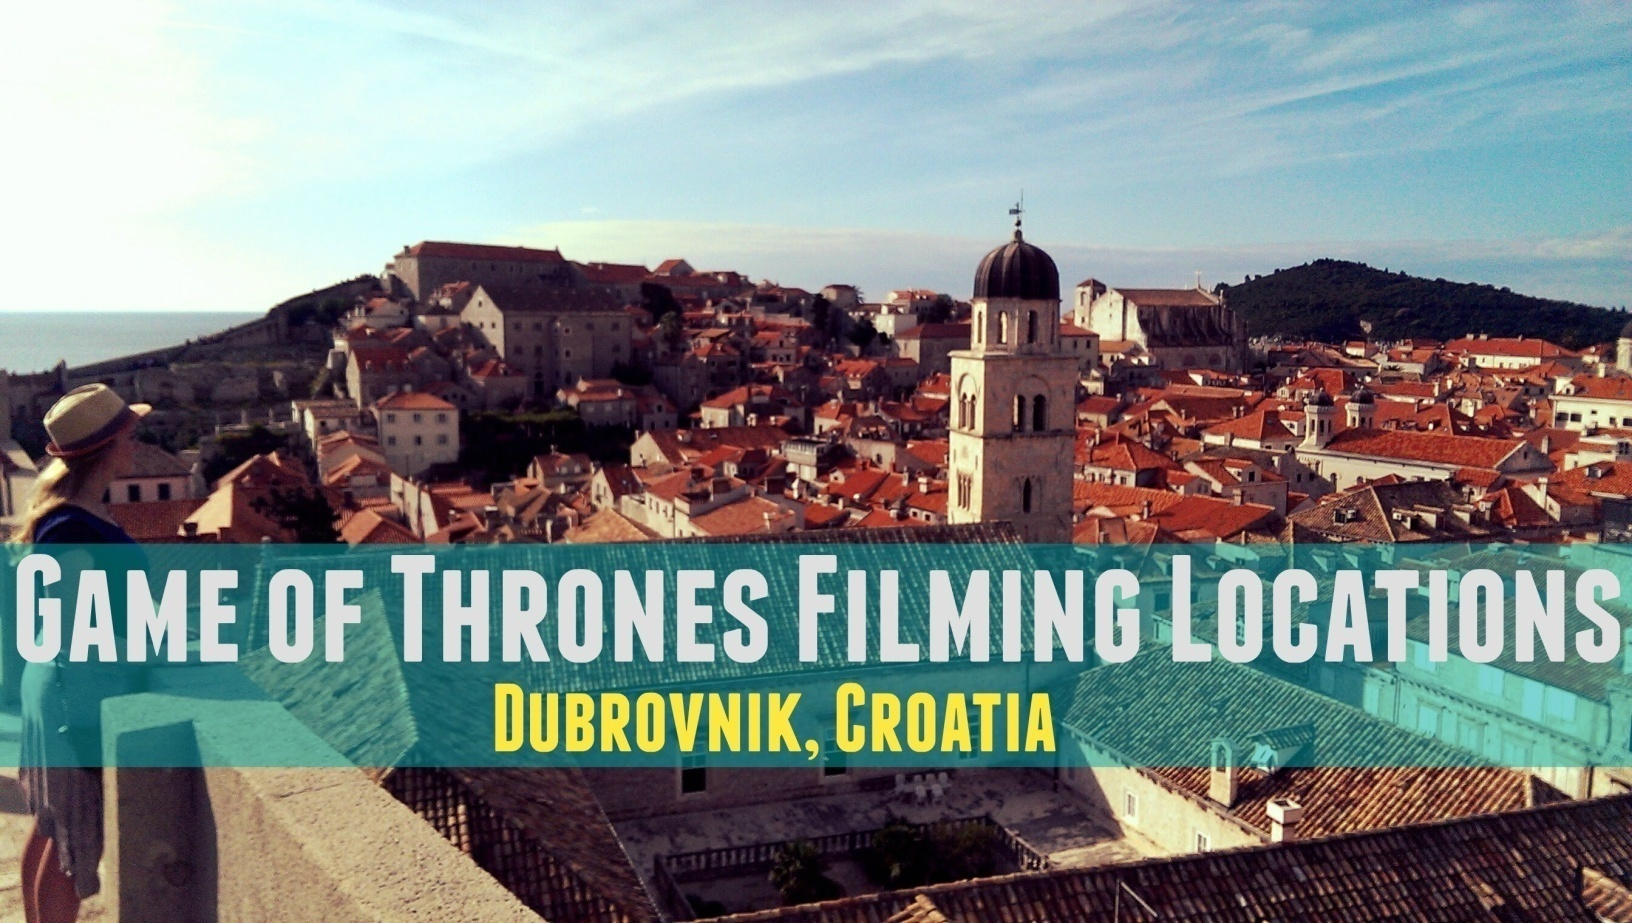 Game of Thrones Filming Locations
Dubrovnik, Croatia